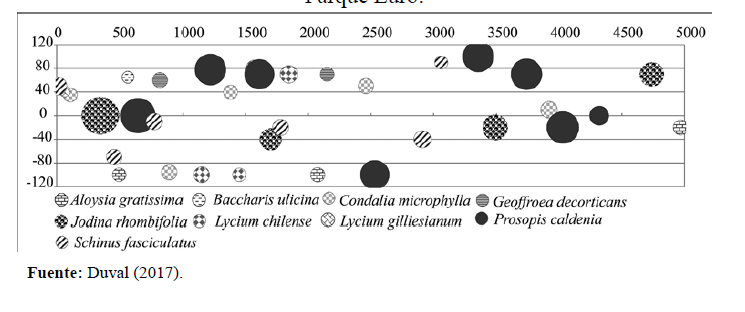 Parque Luro.
0 500 1000 1500 2000 2500 3000 3500 4000 4500 5000
120
80
40
0
-40
-80
-120
Aloysia gratissima Baccharis ulicina Condalia microphylla Geoffroea decorticans
Jodina rhombifolia Lycium chilense Lycium gilliesianum Prosopis caldenia
Schinus fasciculatus
Fuente: Duval (2017).